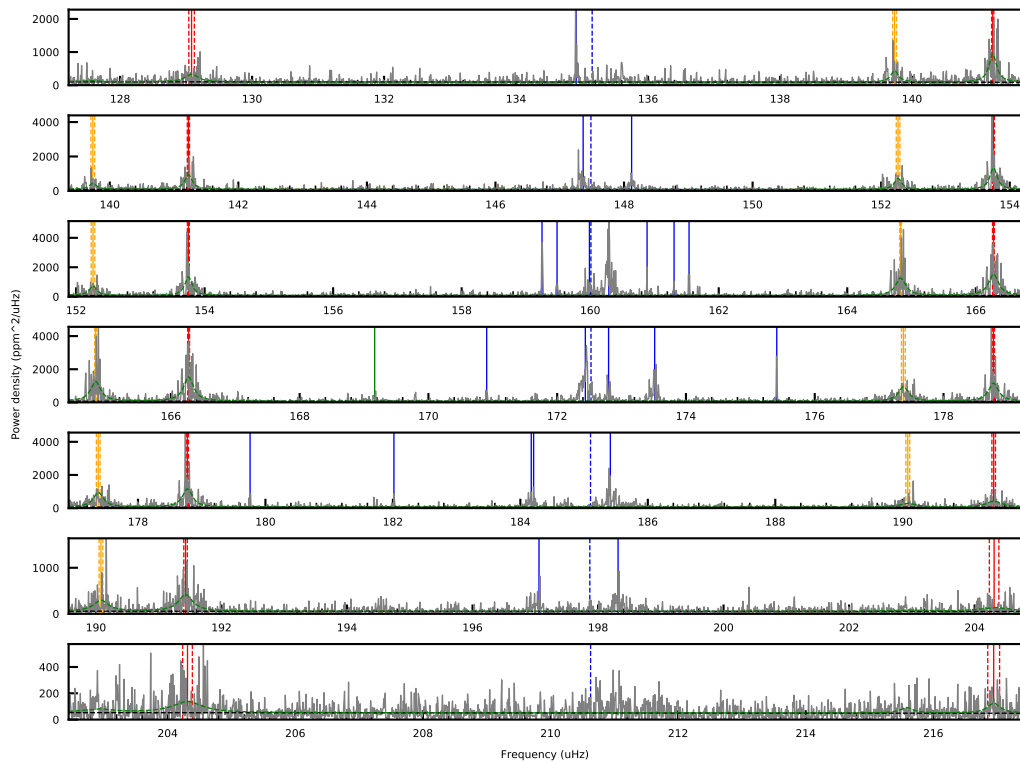 2000
1000
0
128 130 132 134 136 138 140
4000
2000
0
140 142 144 146 148 150 152 154
4000
2000
0
152 154 156 158 160 162 164 166
4000
2000
0
166 168 170 172 174 176 178
4000
2000
0
178 180 182 184 186 188 190
1000
0
190 192 194 196 198 200 202 204
400
200
0
204 206 208 210 212 214 216
Power density (ppm^2/uHz)
Frequency (uHz)